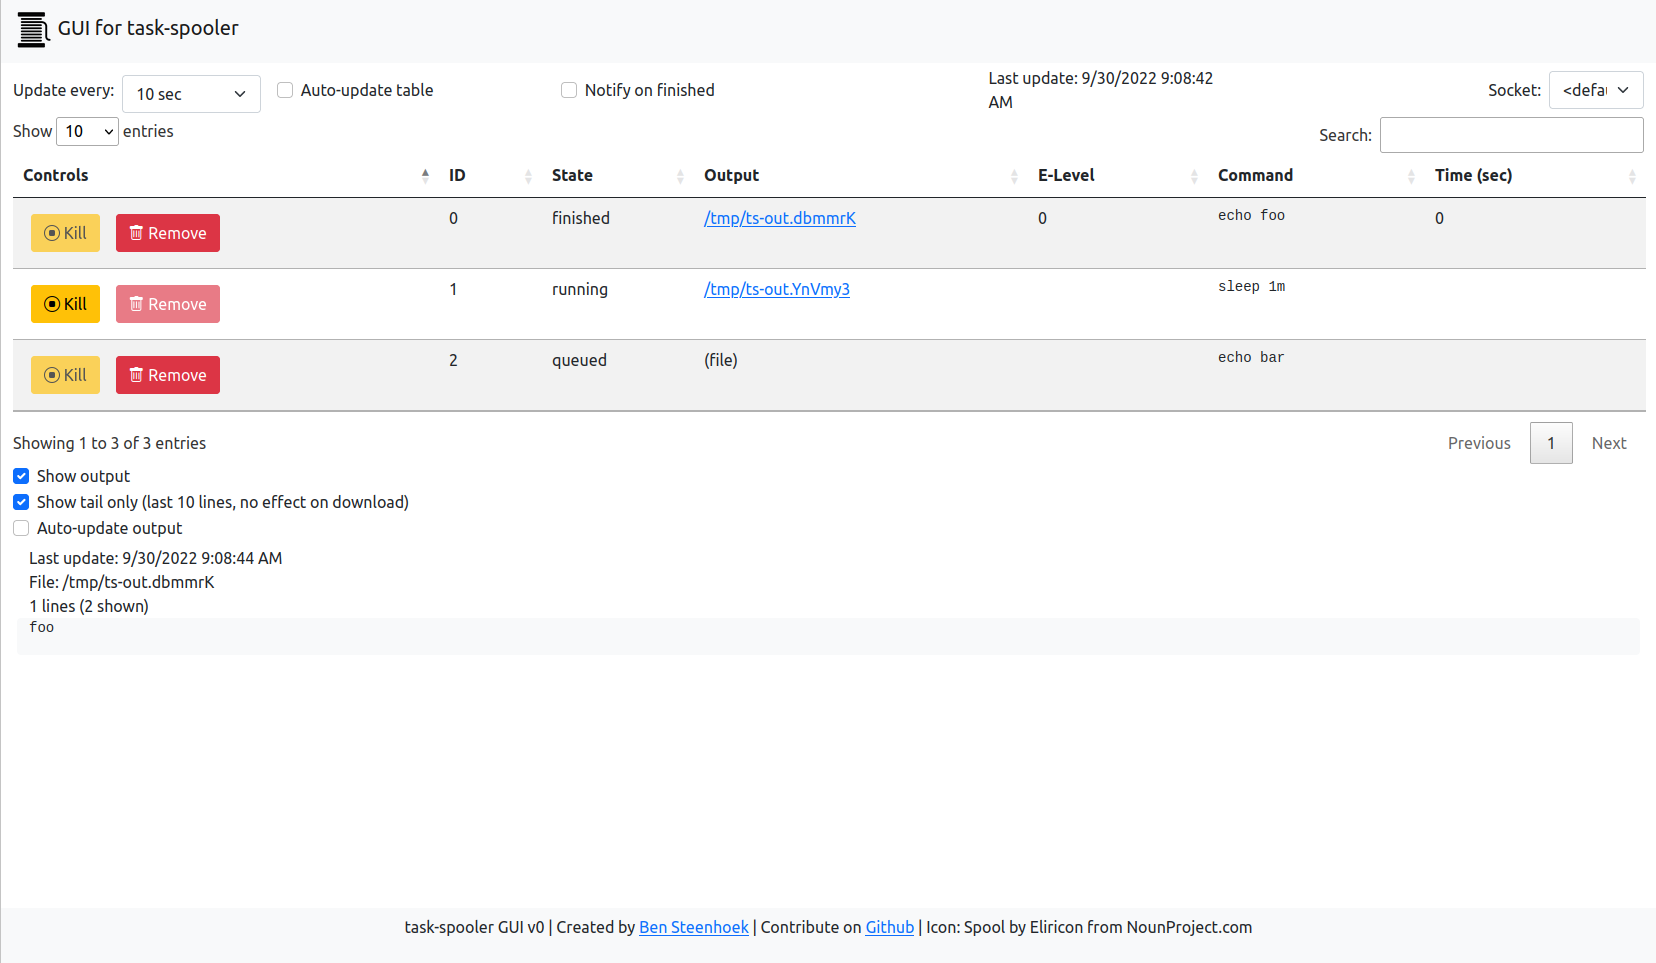 GUI for task-spooler
Update every: 10 sec Auto-update table Notify on finished Last update: 9/30/2022 9:08:42 AM Socket: <defau
Show 10 entries Search:
Controls ID State Output E-Level Command Time (sec)
Kill Remove 0 finished /tmp/ts-out.dbmmrK 0 echo foo 0
Kill Remove 1 running /tmp/ts-out.YnVmy3 sleep 1m
Kill Remove 2 queued (file) echo bar
Showing 1 to 3 of 3 entries Previous 1 Next
Show output
Show tail only (last 10 lines, no effect on download)
Auto-update output
Last update: 9/30/2022 9:08:44 AM
File: /tmp/ts-out.dbmmrK
1 lines (2 shown)
foo
task-spooler GUI v0 | Created by Ben Steenhoek | Contribute on Github | Icon: Spool by Eliricon from NounProject.com